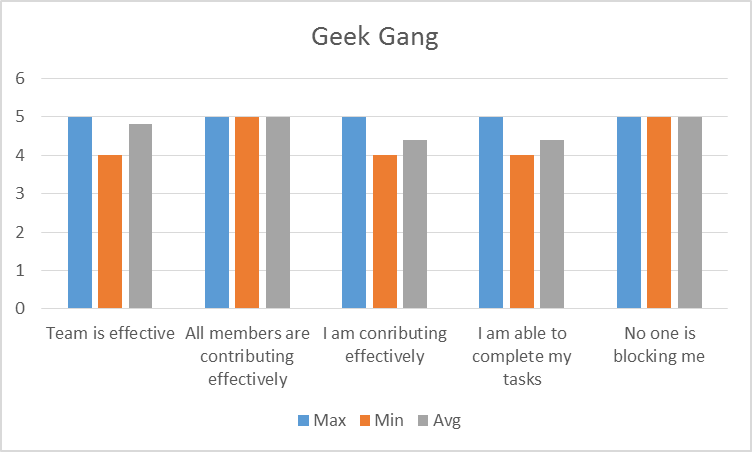 Geek Gang
6
5
4
3
2
1
0
Team is effective
All members are
contributing
effectively
I am conributing
effectively
I am able to
complete my
tasks
No one is
blocking me
Max Min Avg